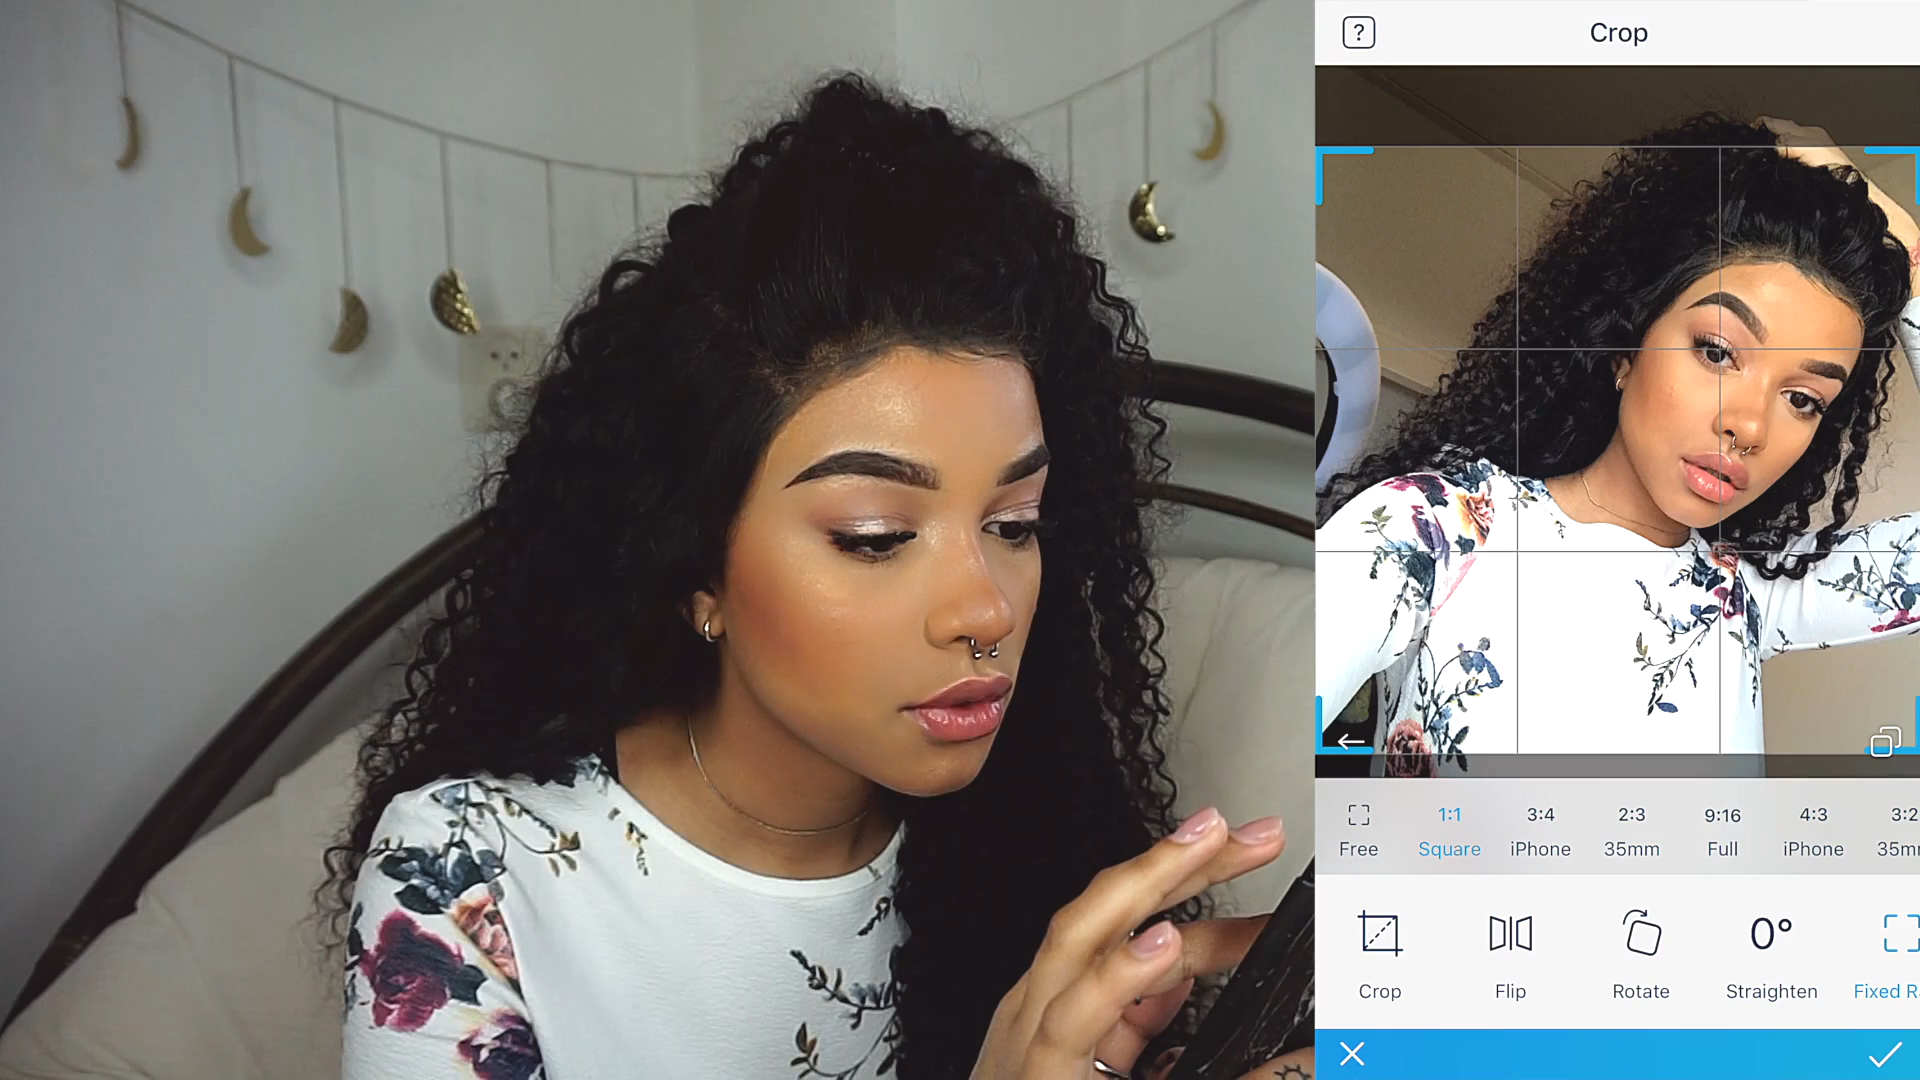 ?
Crop
1:1
3:4
2:3
9:16
4:3
3:2
Free
Square
iPhone
35mm
Full
iPhone
0°
Crop
Flip
Rotate
Straighten
Fixed